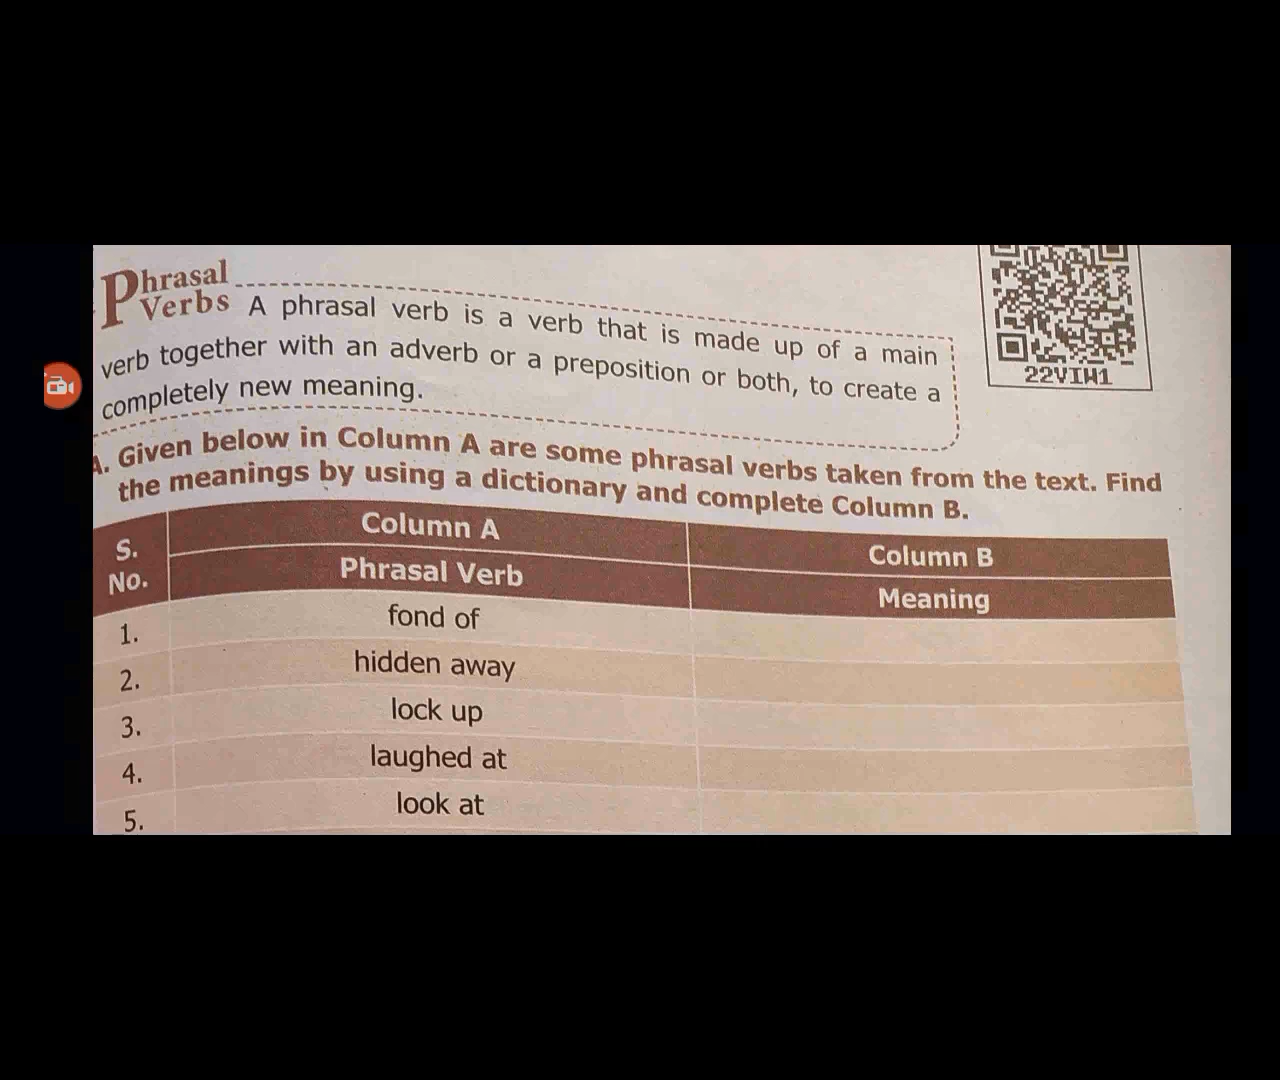 Phrasal
Verbs A phrasal verb is a verb that is made up of a main
verb together with an adverb or a preposition or both, to create a
completely new meaning.
22VIW1
A. Given below in Column A are some phrasal verbs taken from the text. Find
the meanings by using a dictionary and complete Column B.
S. No. Column A Column B
Phrasal Verb Meaning
1. fond of
2. hidden away
3. lock up
4. laughed at
5. look at